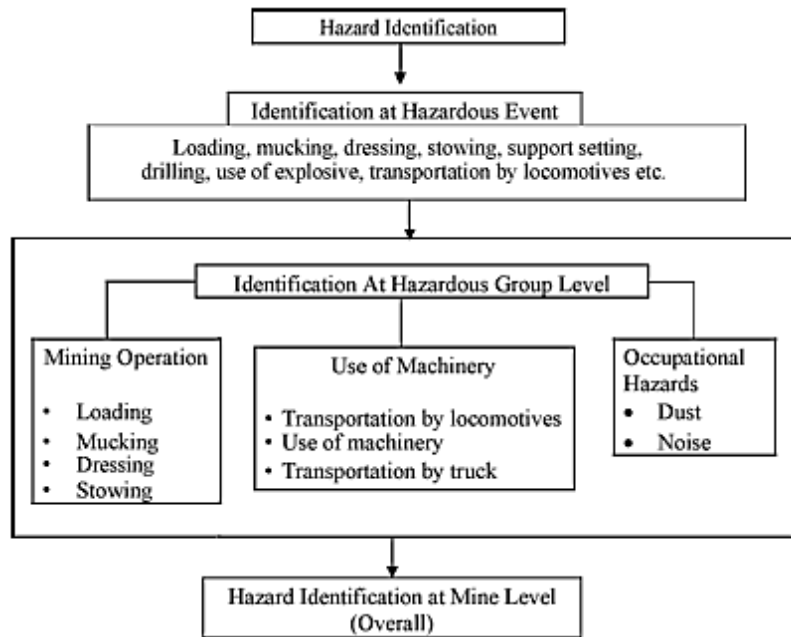 Hazard Identification
Identification at Hazardous Event
Loading, mucking, dressing, stowing, support setting,
drilling, use of explosive, transportation by locomotives etc.
Identification At Hazardous Group Level
Mining Operation
• Loading
• Mucking
• Dressing
• Stowing
Use of Machinery
• Transportation by locomotives
• Use of machinery
• Transportation by truck
Occupational
Hazards
• Dust
• Noise
Hazard Identification at Mine Level
(Overall)